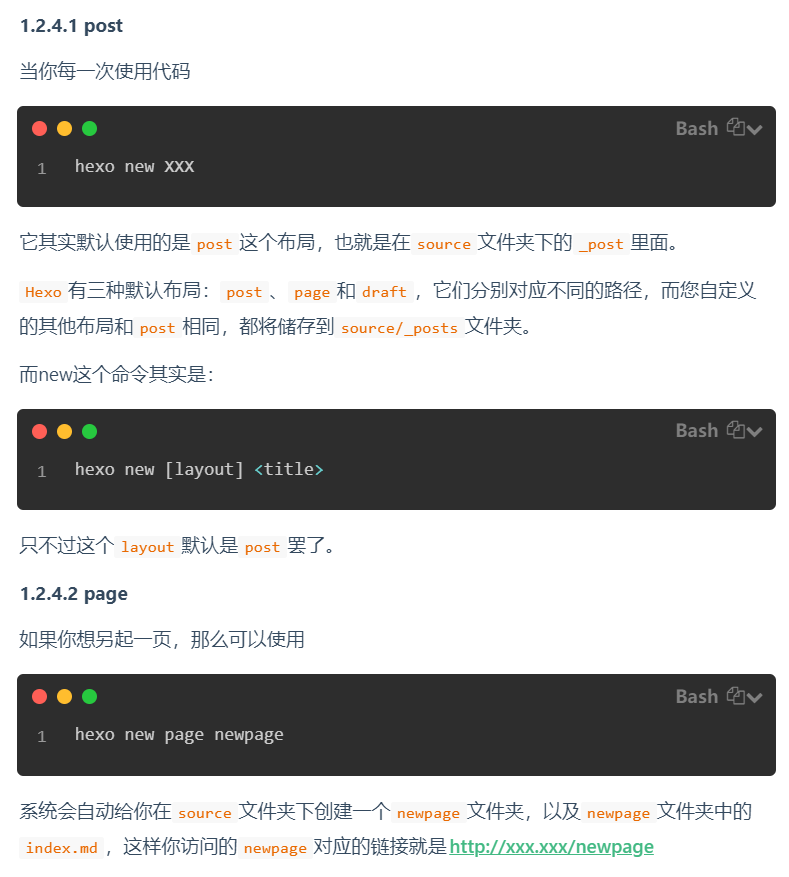 1.2.4.1 post
当你每一次使用代码
Bash
1 hexo new XXX
它其实默认使用的是 post 这个布局，也就是在 source 文件夹下的 _post 里面。
Hexo 有三种默认布局：post 、 page 和 draft ，它们分别对应不同的路径，而您自定义
的其他布局和 post 相同，都将储存到 source/_posts 文件夹。
而new这个命令其实是：
Bash
1 hexo new [layout] <title>
只不过这个 layout 默认是 post 罢了。
1.2.4.2 page
如果你想另起一页，那么可以使用
Bash
1 hexo new page newpage
系统会自动给你在 source 文件夹下创建一个 newpage 文件夹，以及 newpage 文件夹中的
index.md ，这样你访问的 newpage 对应的链接就是 http://xxx.xxx/newpage